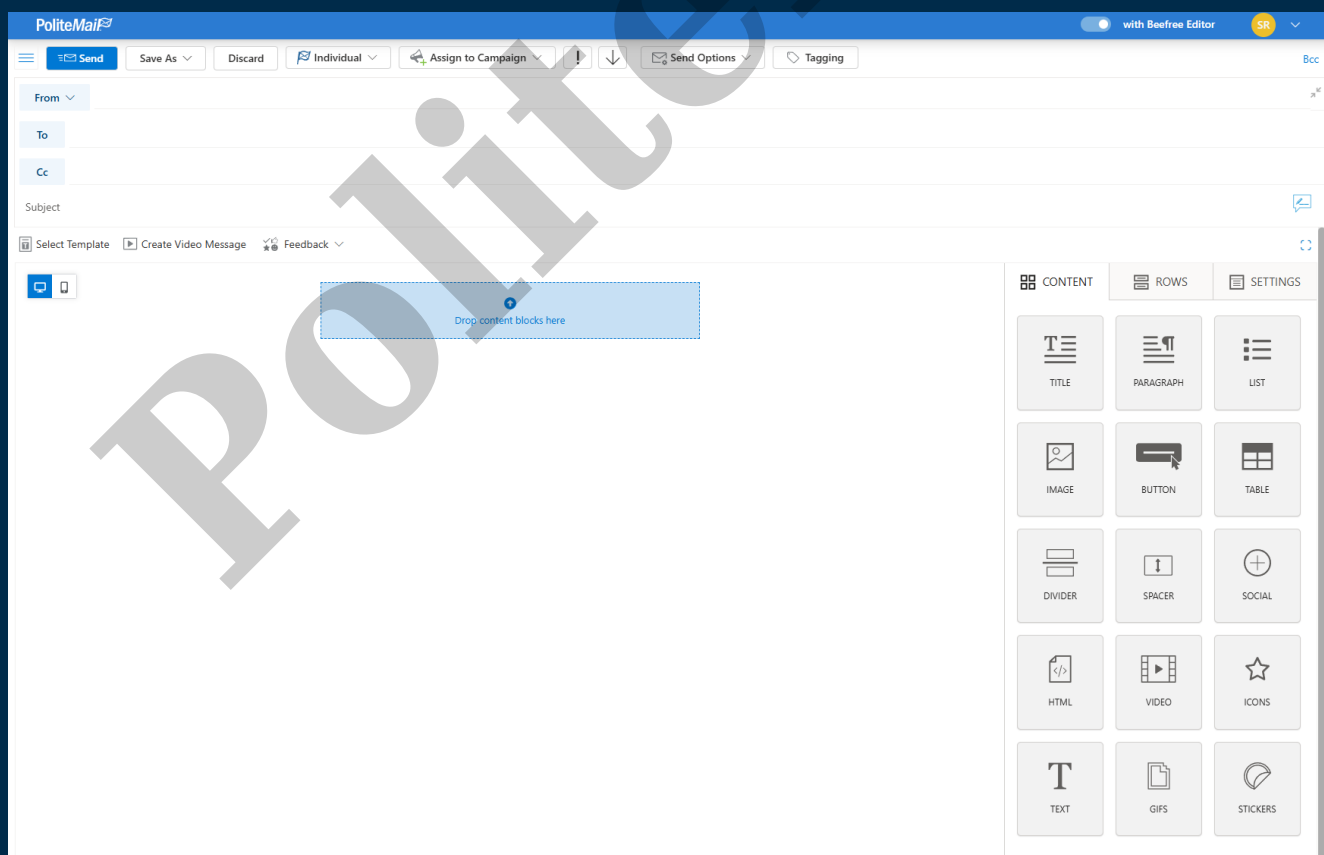 PoliteMail with Beefree Editor SR
Send Save As Discard Individual Assign to Campaign ! Send Options Tagging Bcc
From
To
Cc
Subject
Select Template Create Video Message Feedback
CONTENT ROWS SETTINGS
Drop content blocks here
TITLE PARAGRAPH LIST
IMAGE BUTTON TABLE
DIVIDER SPACER SOCIAL
HTML VIDEO ICONS
TEXT GIFS STICKERS
Polite